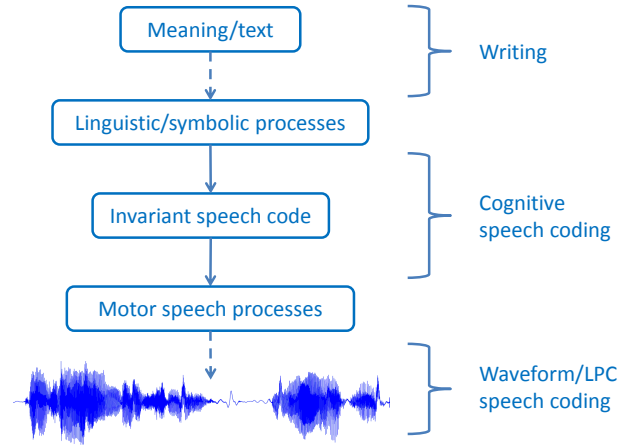 Meaning/text
Writing
Linguistic/symbolic processes
Invariant speech code
Cognitive
speech coding
Motor speech processes
Waveform/LPC
speech coding